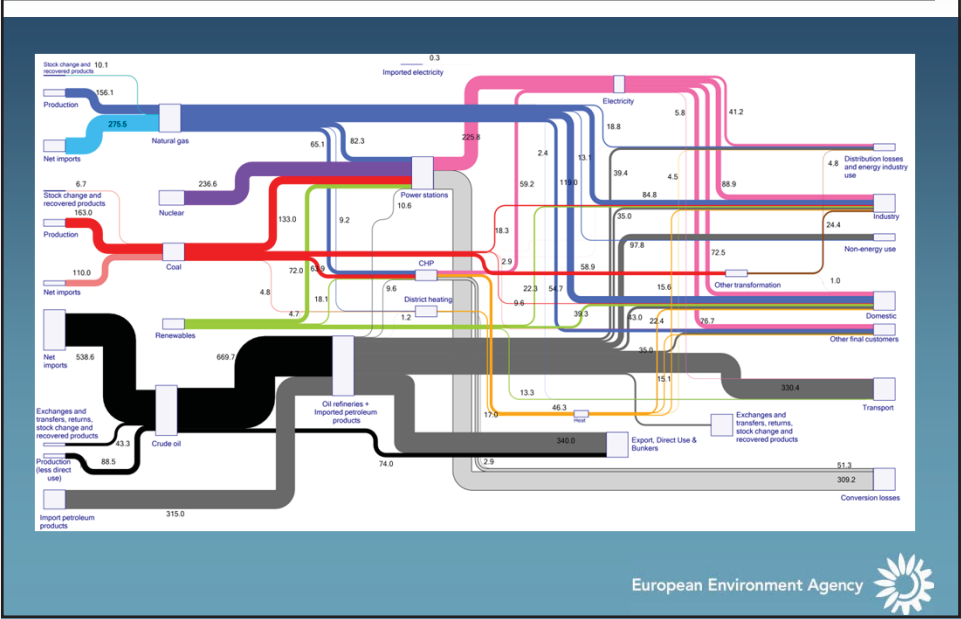 Stock change and
recovered products
10.1
Production
156.1
275.5
Net imports
Natural gas
0.3
Imported electricity
Electricity
225.8
65.1
82.3
Nuclear
236.6
Power stations
10.6
Stock change and
recovered products
6.7
Production
163.0
133.0
Coal
110.0
Net imports
72.0
63.9
4.8
4.7
18.1
9.2
9.6
1.2
CHP
District heating
Renewables
59.2
2.4
119.0
13.1
18.8
39.4
5.8
41.2
4.5
84.8
88.9
4.8
Distribution losses
and energy industry
use
Industry
24.4
Non-energy use
18.3
2.9
35.0
97.8
58.9
72.5
Other transformation
1.0
22.3
54.7
9.6
39.3
15.6
43.0
22.4
76.7
Domestic
Other final customers
35.0
15.1
13.3
46.3
17.0
Heat
330.4
Transport
Net
imports
538.6
669.7
Oil refineries +
Imported petroleum
products
Crude oil
Exchanges and
transfers, returns,
stock change and
recovered products
43.3
Production
(less direct
use)
88.5
74.0
Import petroleum
products
315.0
340.0
Export, Direct Use &
Bunkers
Exchanges and
transfers, returns,
stock change and
recovered products
2.9
51.3
309.2
Conversion losses
European Environment Agency